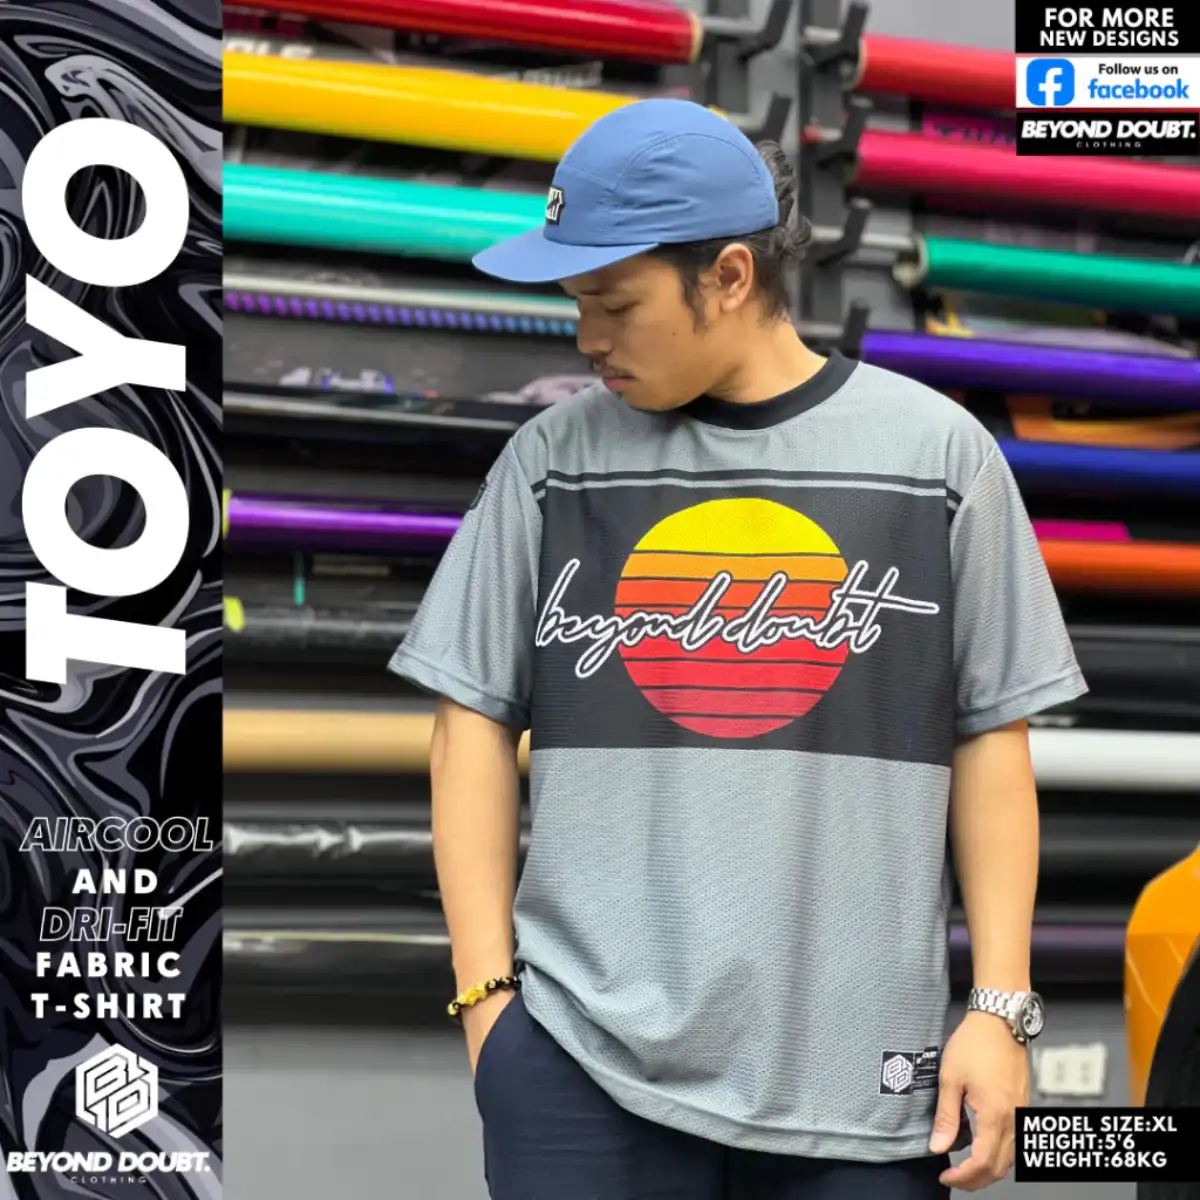 TOYO
AIRCOOL
AND
DRI-FIT
FABRIC
T-SHIRT
BEYOND DOUBT.
CLOTHING
FOR MORE
NEW DESIGNS
Follow us on
facebook
BEYOND DOUBT.
CLOTHING
beyond doubt
MODEL SIZE:XL
HEIGHT:5'6
WEIGHT:68KG